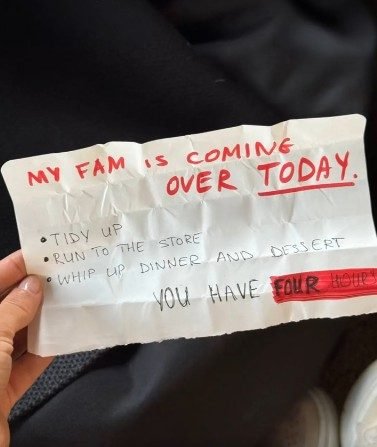 MY FAM IS COMING
OVER TODAY.
• TIDY UP
• RUN TO THE STORE
• WHIP UP DINNER AND DESSERT
YOU HAVE FOUR HOURS